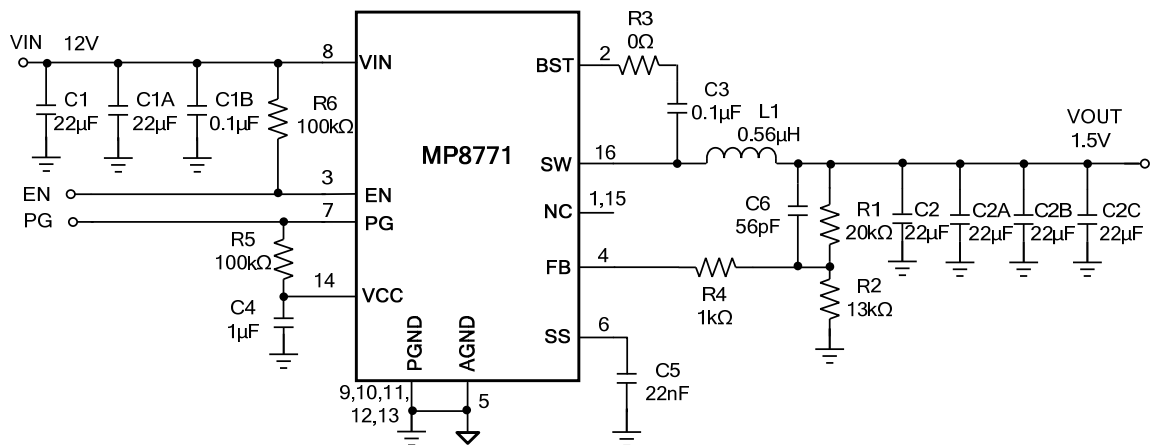 VIN 12V
C1
22µF
C1A
22µF
C1B
0.1µF
R6
100kΩ
EN
PG
R5
100kΩ
C4
1µF
8
3
7
14
VIN
EN
PG
VCC
MP8771
BST
SW
NC
FB
SS
PGND
AGND
9,10,11,
12,13
5
2
16
1,15
4
6
R3
0Ω
C3
0.1µF
L1
0.56µH
C6
56pF
R1
20kΩ
R4
1kΩ
R2
13kΩ
C5
22nF
C2
22µF
C2A
22µF
C2B
22µF
C2C
22µF
VOUT
1.5V